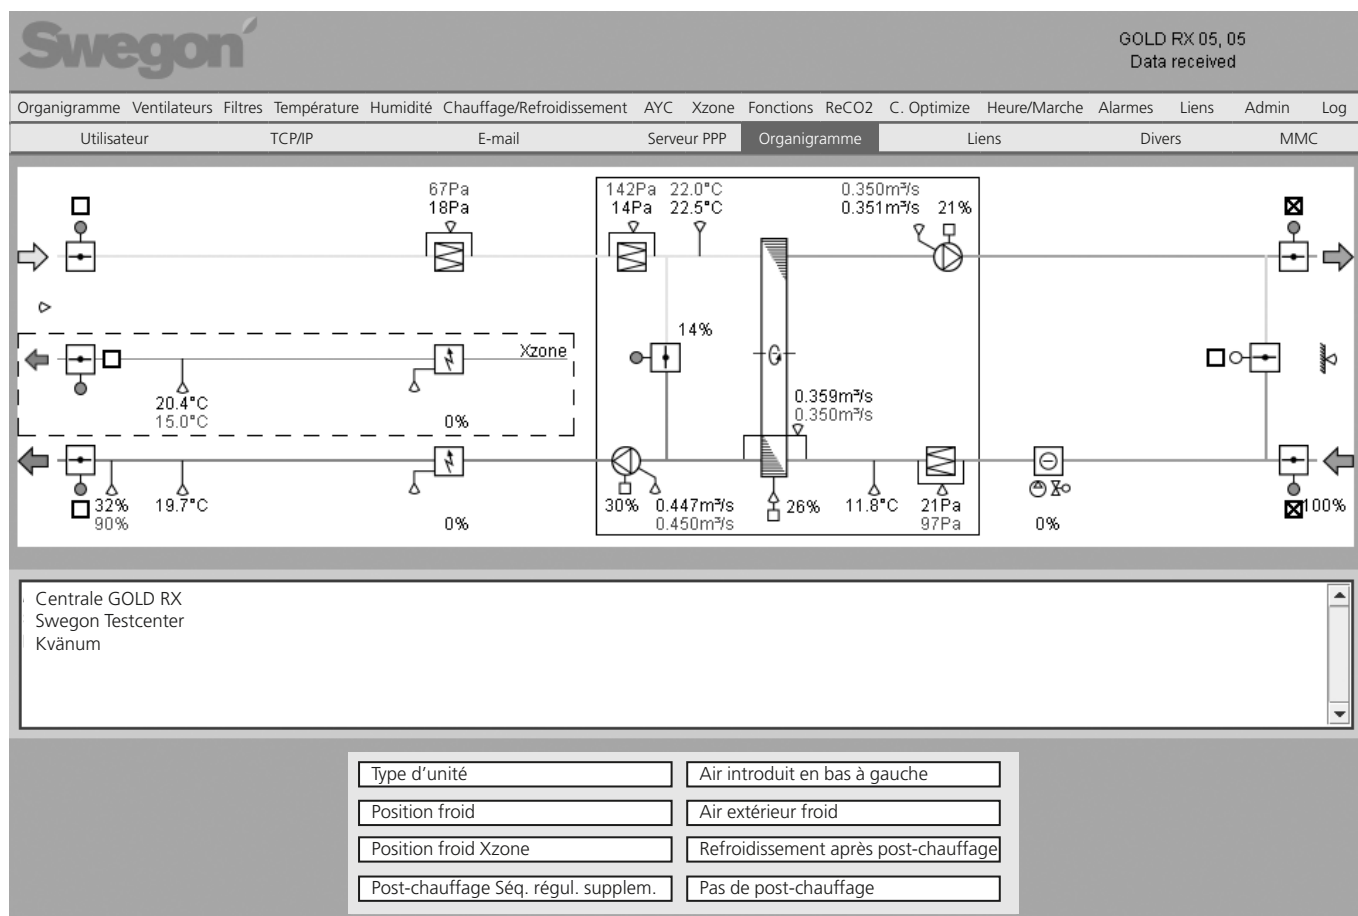 Swegon
GOLD RX 05, 05
Data received
Organigramme Ventilateurs Filtres Température Humidité Chauffage/Refroidissement AYC Xzone Fonctions ReCO2 C. Optimize Heure/Marche Alarmes Liens Admin Log
Utilisateur TCP/IP E-mail Serveur PPP Organigramme Liens Divers MMC
67Pa 142Pa 22.0°C 0.350m³/s
18Pa 14Pa 22.5°C 0.351m³/s 21%
14%
Xzone
20.4°C
15.0°C 0%
0.359m³/s
0.350m³/s
32% 19.7°C 30% 0.447m³/s 26% 11.8°C 21Pa 100%
90% 0% 0.450m³/s 97Pa 0%
Centrale GOLD RX
Swegon Testcenter
Kvänum
Type d'unité Air introduit en bas à gauche
Position froid Air extérieur froid
Position froid Xzone Refroidissement après post-chauffage
Post-chauffage Séq. régul. supplem. Pas de post-chauffage